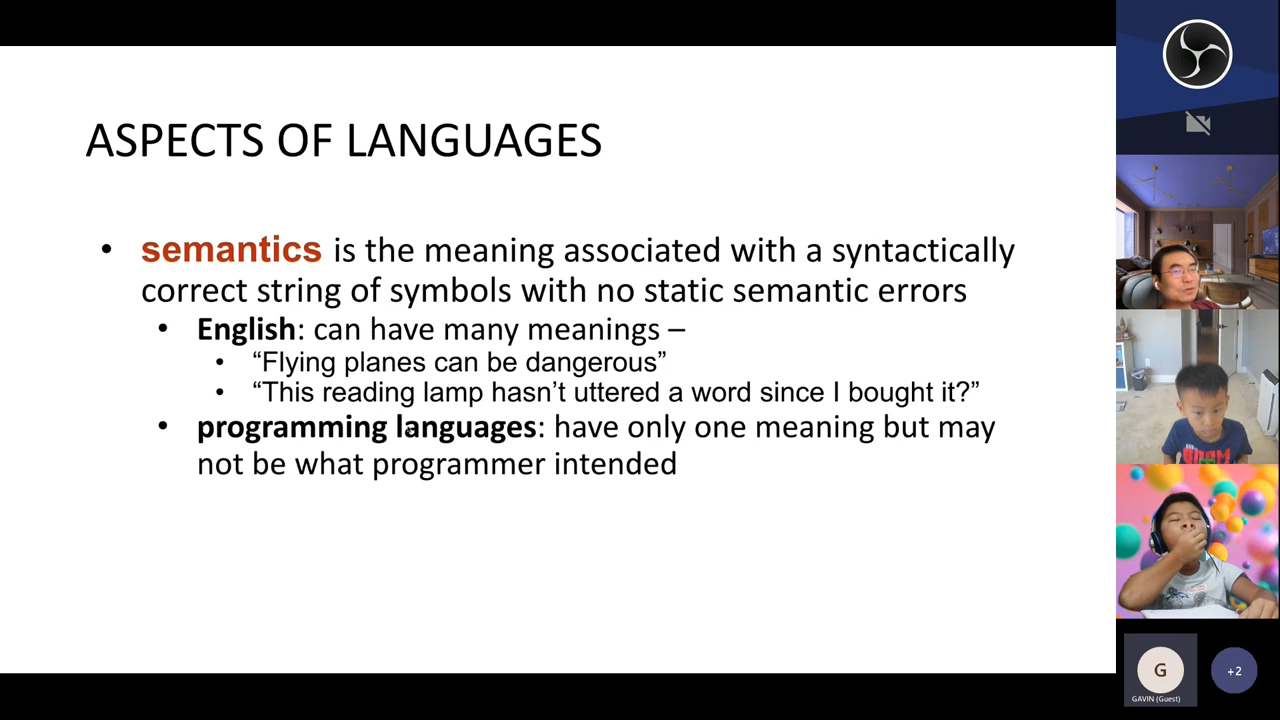 ASPECTS OF LANGUAGES
• semantics is the meaning associated with a syntactically
correct string of symbols with no static semantic errors
• English: can have many meanings –
• “Flying planes can be dangerous”
• “This reading lamp hasn’t uttered a word since I bought it?”
• programming languages: have only one meaning but may
not be what programmer intended
G
GAVIN (Guest)
+2